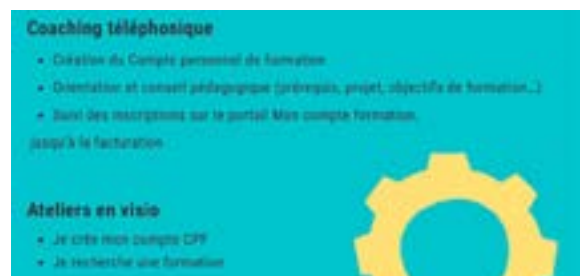 Coaching téléphosique
• Création du Compte personnel de formation
• Orientation et conseil pédagogique (prérequis, projet, objectifs de formation...)
• Suivi des inscriptions sur le portail Mon compte formation,
jusqu'à la facturation
Ateliers en visio
• Je crée mon compte CPF
• Je recherche une formation